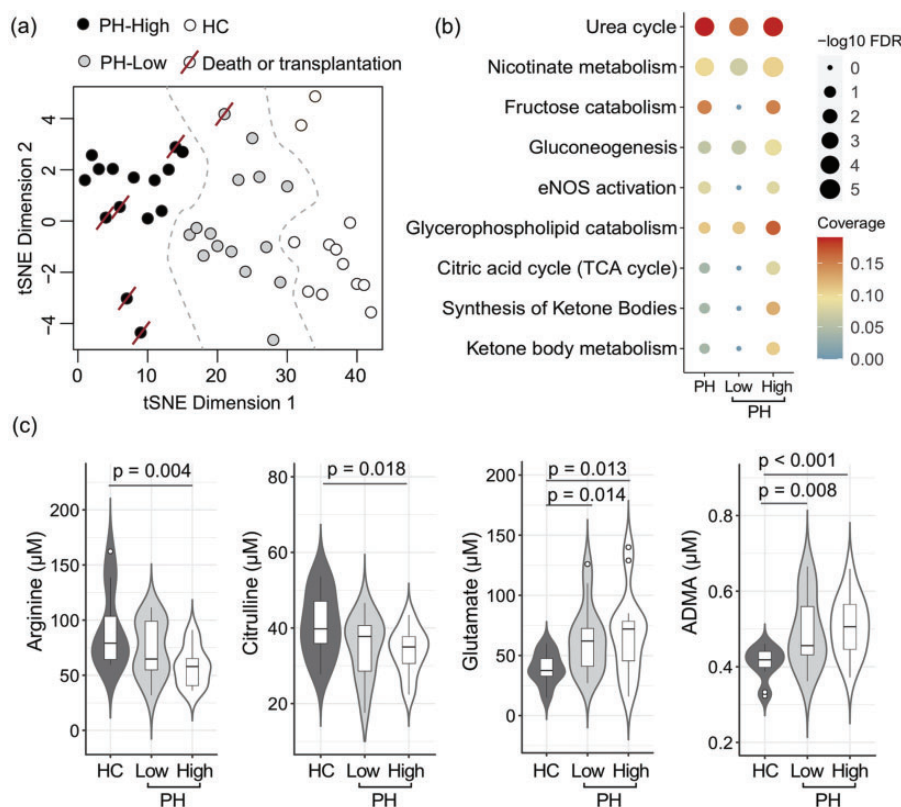 (a)
PH-High
HC
PH-Low
Death or transplantation
tSNE Dimension 2
4
2
0
−2
−4
0
10
20
30
40
tSNE Dimension 1
(b)
Urea cycle
Nicotinate metabolism
Fructose catabolism
Gluconeogenesis
eNOS activation
Glycerophospholipid catabolism
Citric acid cycle (TCA cycle)
Synthesis of Ketone Bodies
Ketone body metabolism
PH Low High
PH
−log10 FDR
0
1
2
3
4
5
Coverage
0.15
0.10
0.05
0.00
(c)
Arginine (μM)
200
150
100
50
0
p = 0.004
HC Low High
PH
Citrulline (μM)
80
60
40
20
p = 0.018
HC Low High
PH
Glutamate (μM)
200
150
100
50
0
p = 0.013
p = 0.014
HC Low High
PH
ADMA (μM)
0.8
0.6
0.4
0.2
p < 0.001
p = 0.008
HC Low High
PH